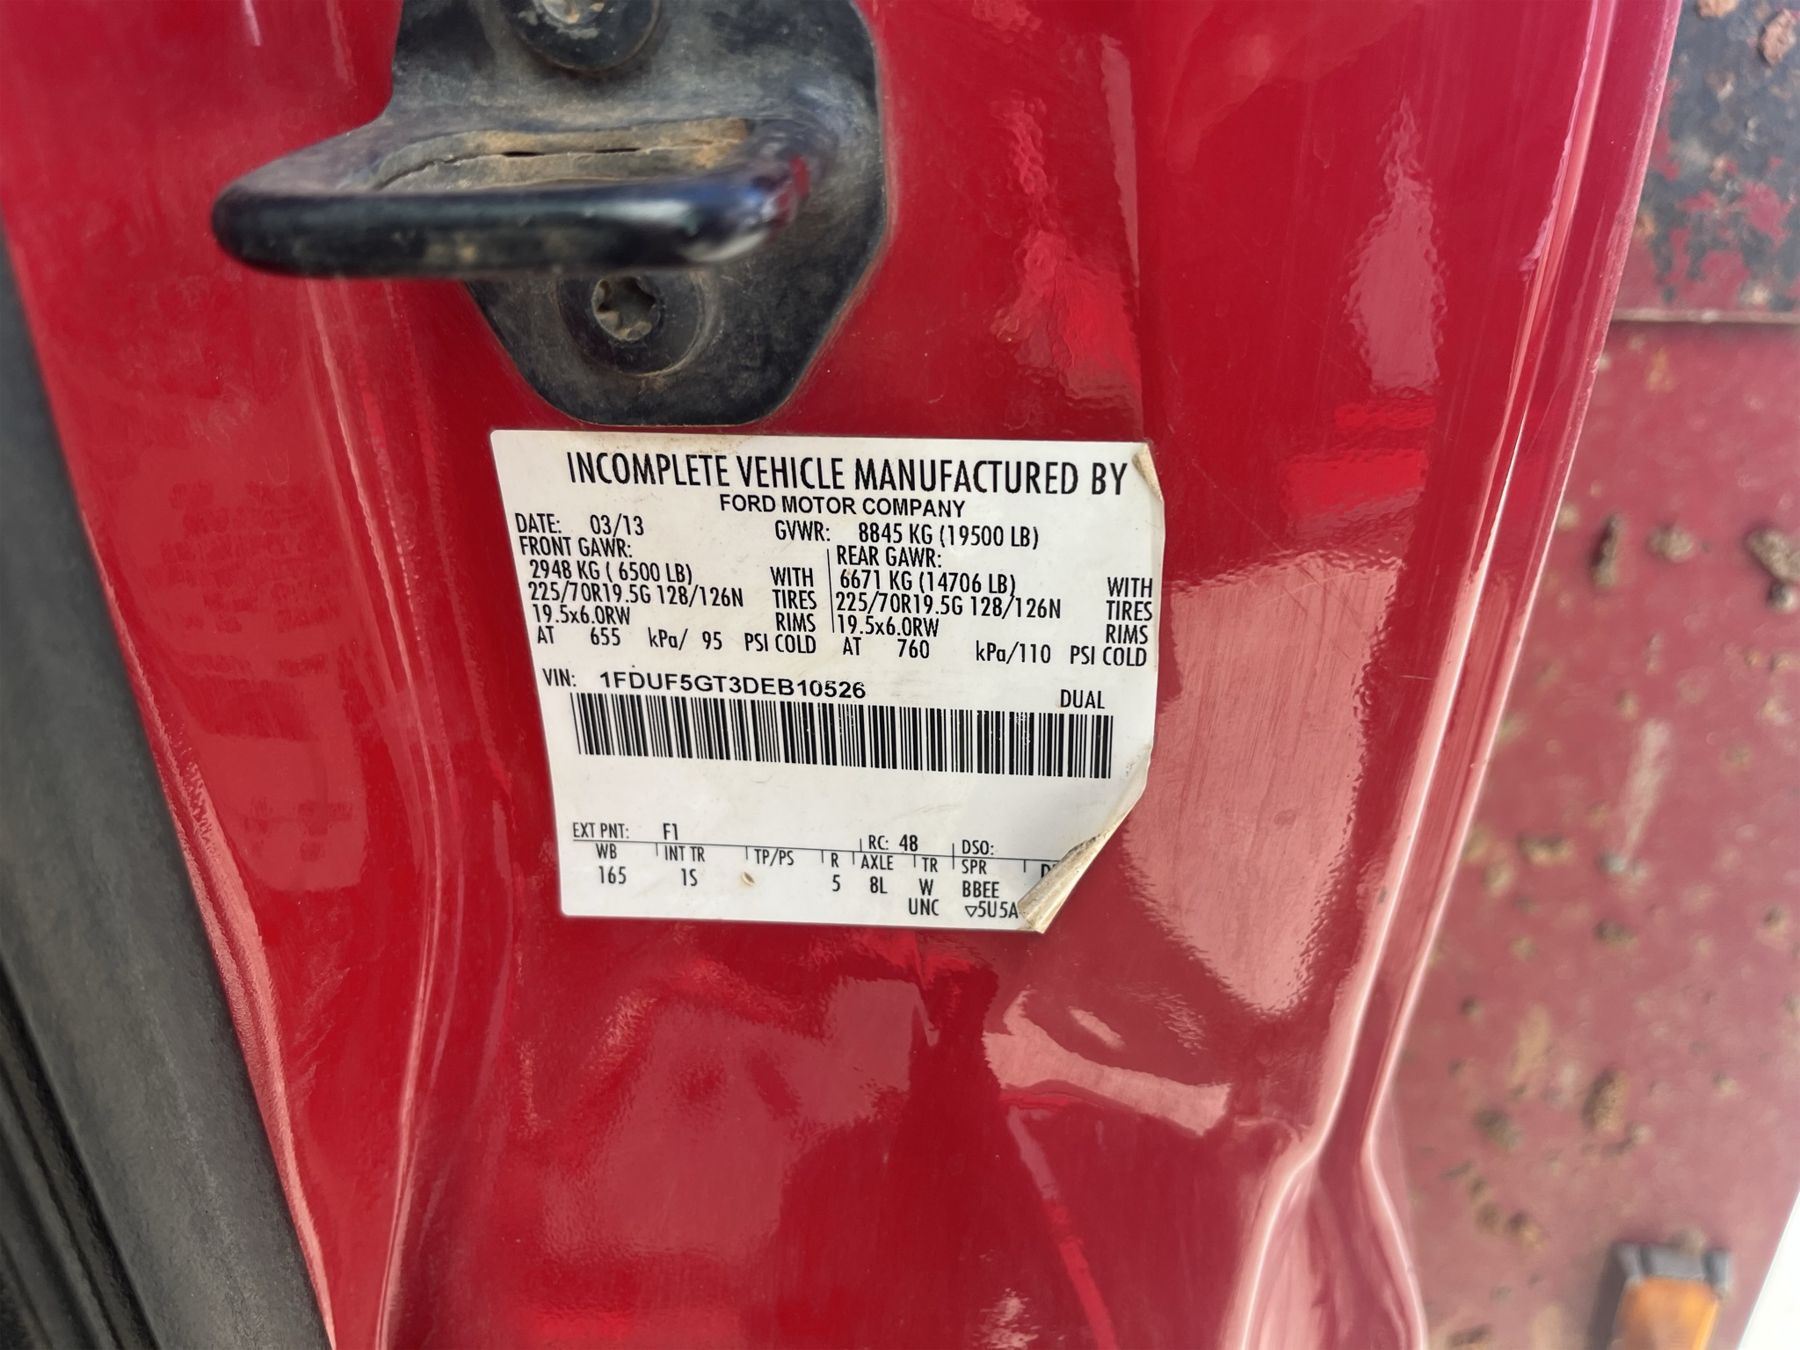 INCOMPLETE VEHICLE MANUFACTURED BY
FORD MOTOR COMPANY
DATE: 03/13 GVWR: 8845 KG (19500 LB)
FRONT GAWR: REAR GAWR:
2948 KG ( 6500 LB) WITH 6671 KG (14706 LB) WITH
225/70R19.5G 128/126N TIRES 225/70R19.5G 128/126N TIRES
19.5x6.0RW RIMS 19.5x6.0RW RIMS
AT 655 kPa/ 95 PSI COLD AT 760 kPa/110 PSI COLD
VIN: 1FDUF5GT3DEB10526 DUAL
EXT PNT: F1 RC: 48 DSO:
WB INT TR TP/PS R AXLE TR SPR
165 1S 5 8L W BBEE
UNC ▽5U5A